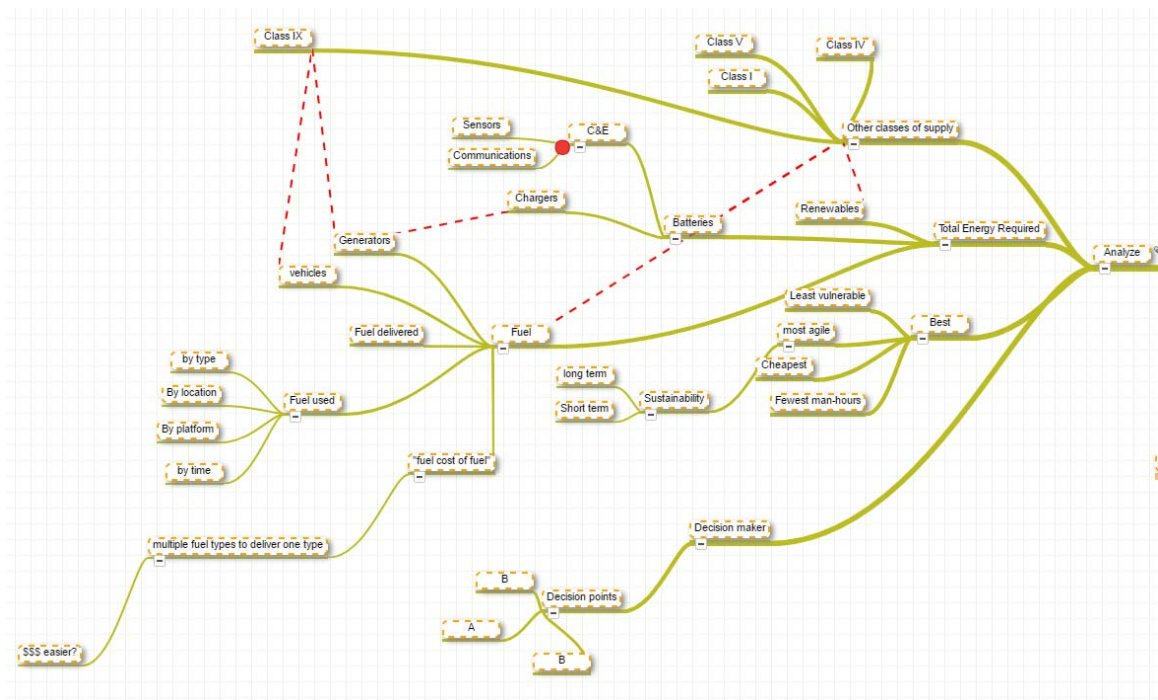 Class IX
Class V
Class IV
Class I
Sensors
C&E
Other classes of supply
Communications
Chargers
Renewables
Batteries
Total Energy Required
Generators
Analyze
vehicles
Least vulnerable
Fuel delivered
Fuel
most agile
Best
by type
Cheapest
long term
By location
Fuel used
Sustainability
Fewest man-hours
Short term
By platform
"fuel cost of fuel"
by time
Decision maker
multiple fuel types to deliver one type
B
Decision points
A
$$$ easier?
B